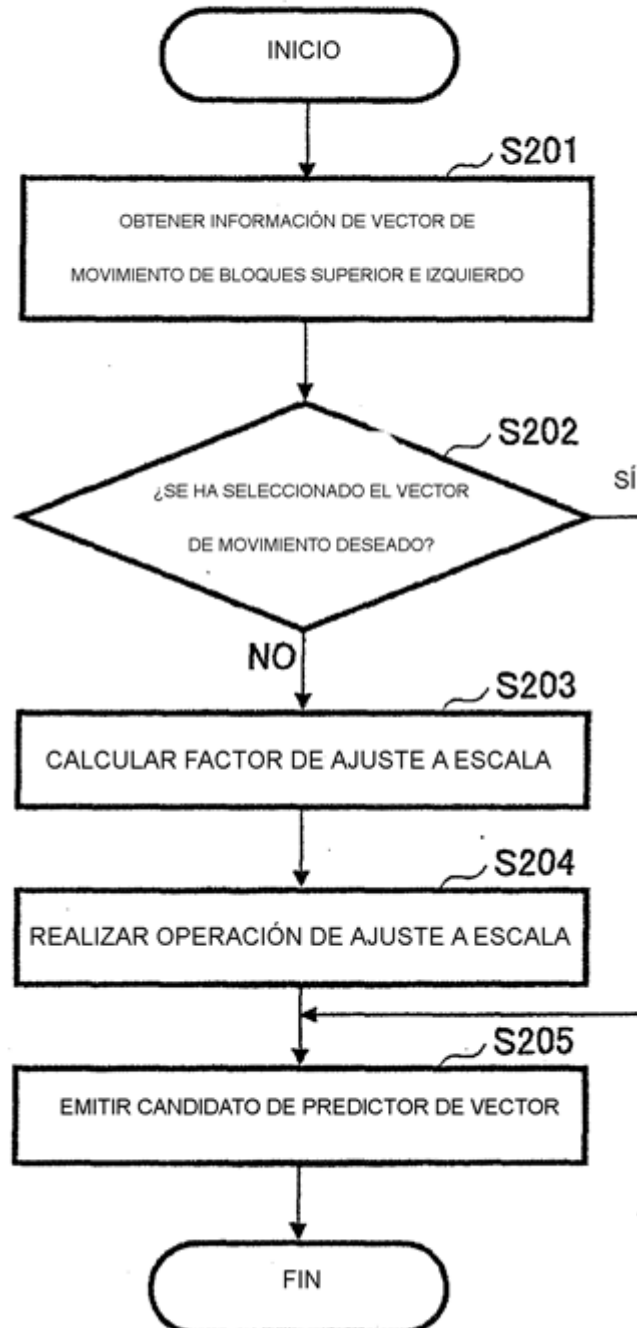 INICIO
S201
OBTENER INFORMACIÓN DE VECTOR DE
MOVIMIENTO DE BLOQUES SUPERIOR E IZQUIERDO
S202
SÍ
¿SE HA SELECCIONADO EL VECTOR
DE MOVIMIENTO DESEADO?
NO
S203
CALCULAR FACTOR DE AJUSTE A ESCALA
S204
REALIZAR OPERACIÓN DE AJUSTE A ESCALA
S205
EMITIR CANDIDATO DE PREDICTOR DE VECTOR
FIN